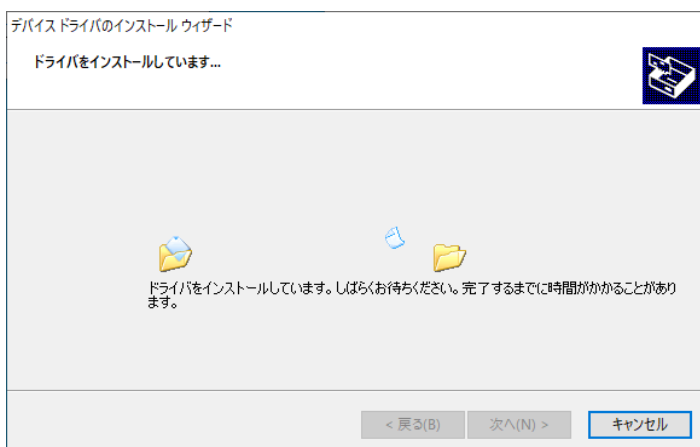 デバイス ドライバのインストール ウィザード
ドライバをインストールしています...
ドライバをインストールしています。しばらくお待ちください。完了するまでに時間がかかることがあり
ます。
< 戻る(B)
次へ(N) >
キャンセル